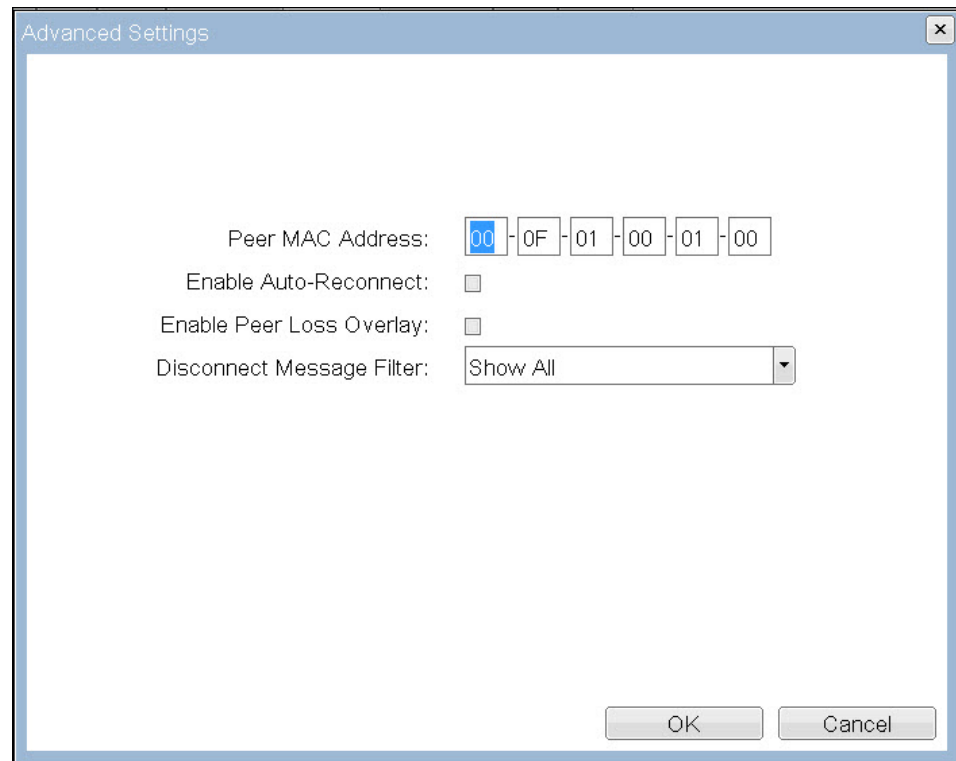 Advanced Settings
Peer MAC Address: 00-0F-01-00-01-00
Enable Auto-Reconnect:
Enable Peer Loss Overlay:
Disconnect Message Filter: Show All
OK Cancel